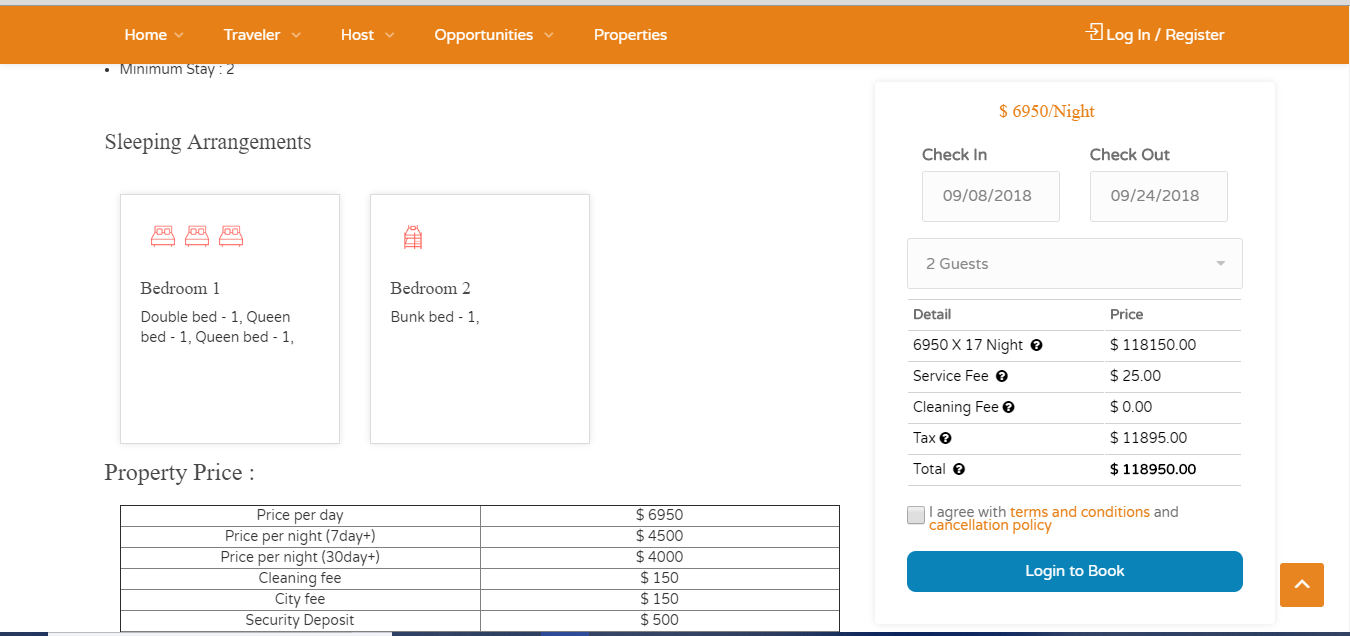 Home Traveler Host Opportunities Properties Log In / Register
Minimum Stay : 2
Sleeping Arrangements
Bedroom 1
Double bed - 1, Queen
bed - 1, Queen bed - 1,
Bedroom 2
Bunk bed - 1,
Property Price :
Price per day $ 6950
Price per night (7day+) $ 4500
Price per night (30day+) $ 4000
Cleaning fee $ 150
City fee $ 150
Security Deposit $ 500
$ 6950/Night
Check In Check Out
09/08/2018 09/24/2018
2 Guests
Detail Price
6950 X 17 Night $ 118150.00
Service Fee $ 25.00
Cleaning Fee $ 0.00
Tax $ 11895.00
Total $ 118950.00
I agree with terms and conditions and
cancellation policy
Login to Book